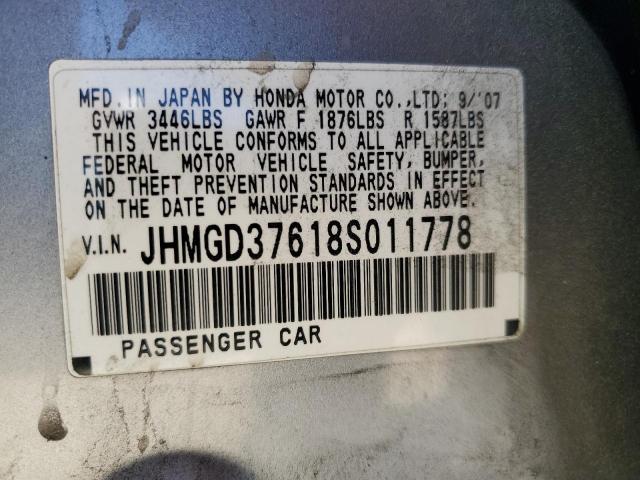 MFD. IN JAPAN BY HONDA MOTOR CO.,LTD; 9/'07
GVWR 3446LBS GAWR F 1876LBS R 1587LBS
THIS VEHICLE CONFORMS TO ALL APPLICABLE
FEDERAL MOTOR VEHICLE SAFETY, BUMPER,
AND THEFT PREVENTION STANDARDS IN EFFECT
ON THE DATE OF MANUFACTURE SHOWN ABOVE.
V.I.N. JHMGD37618S011778
PASSENGER CAR